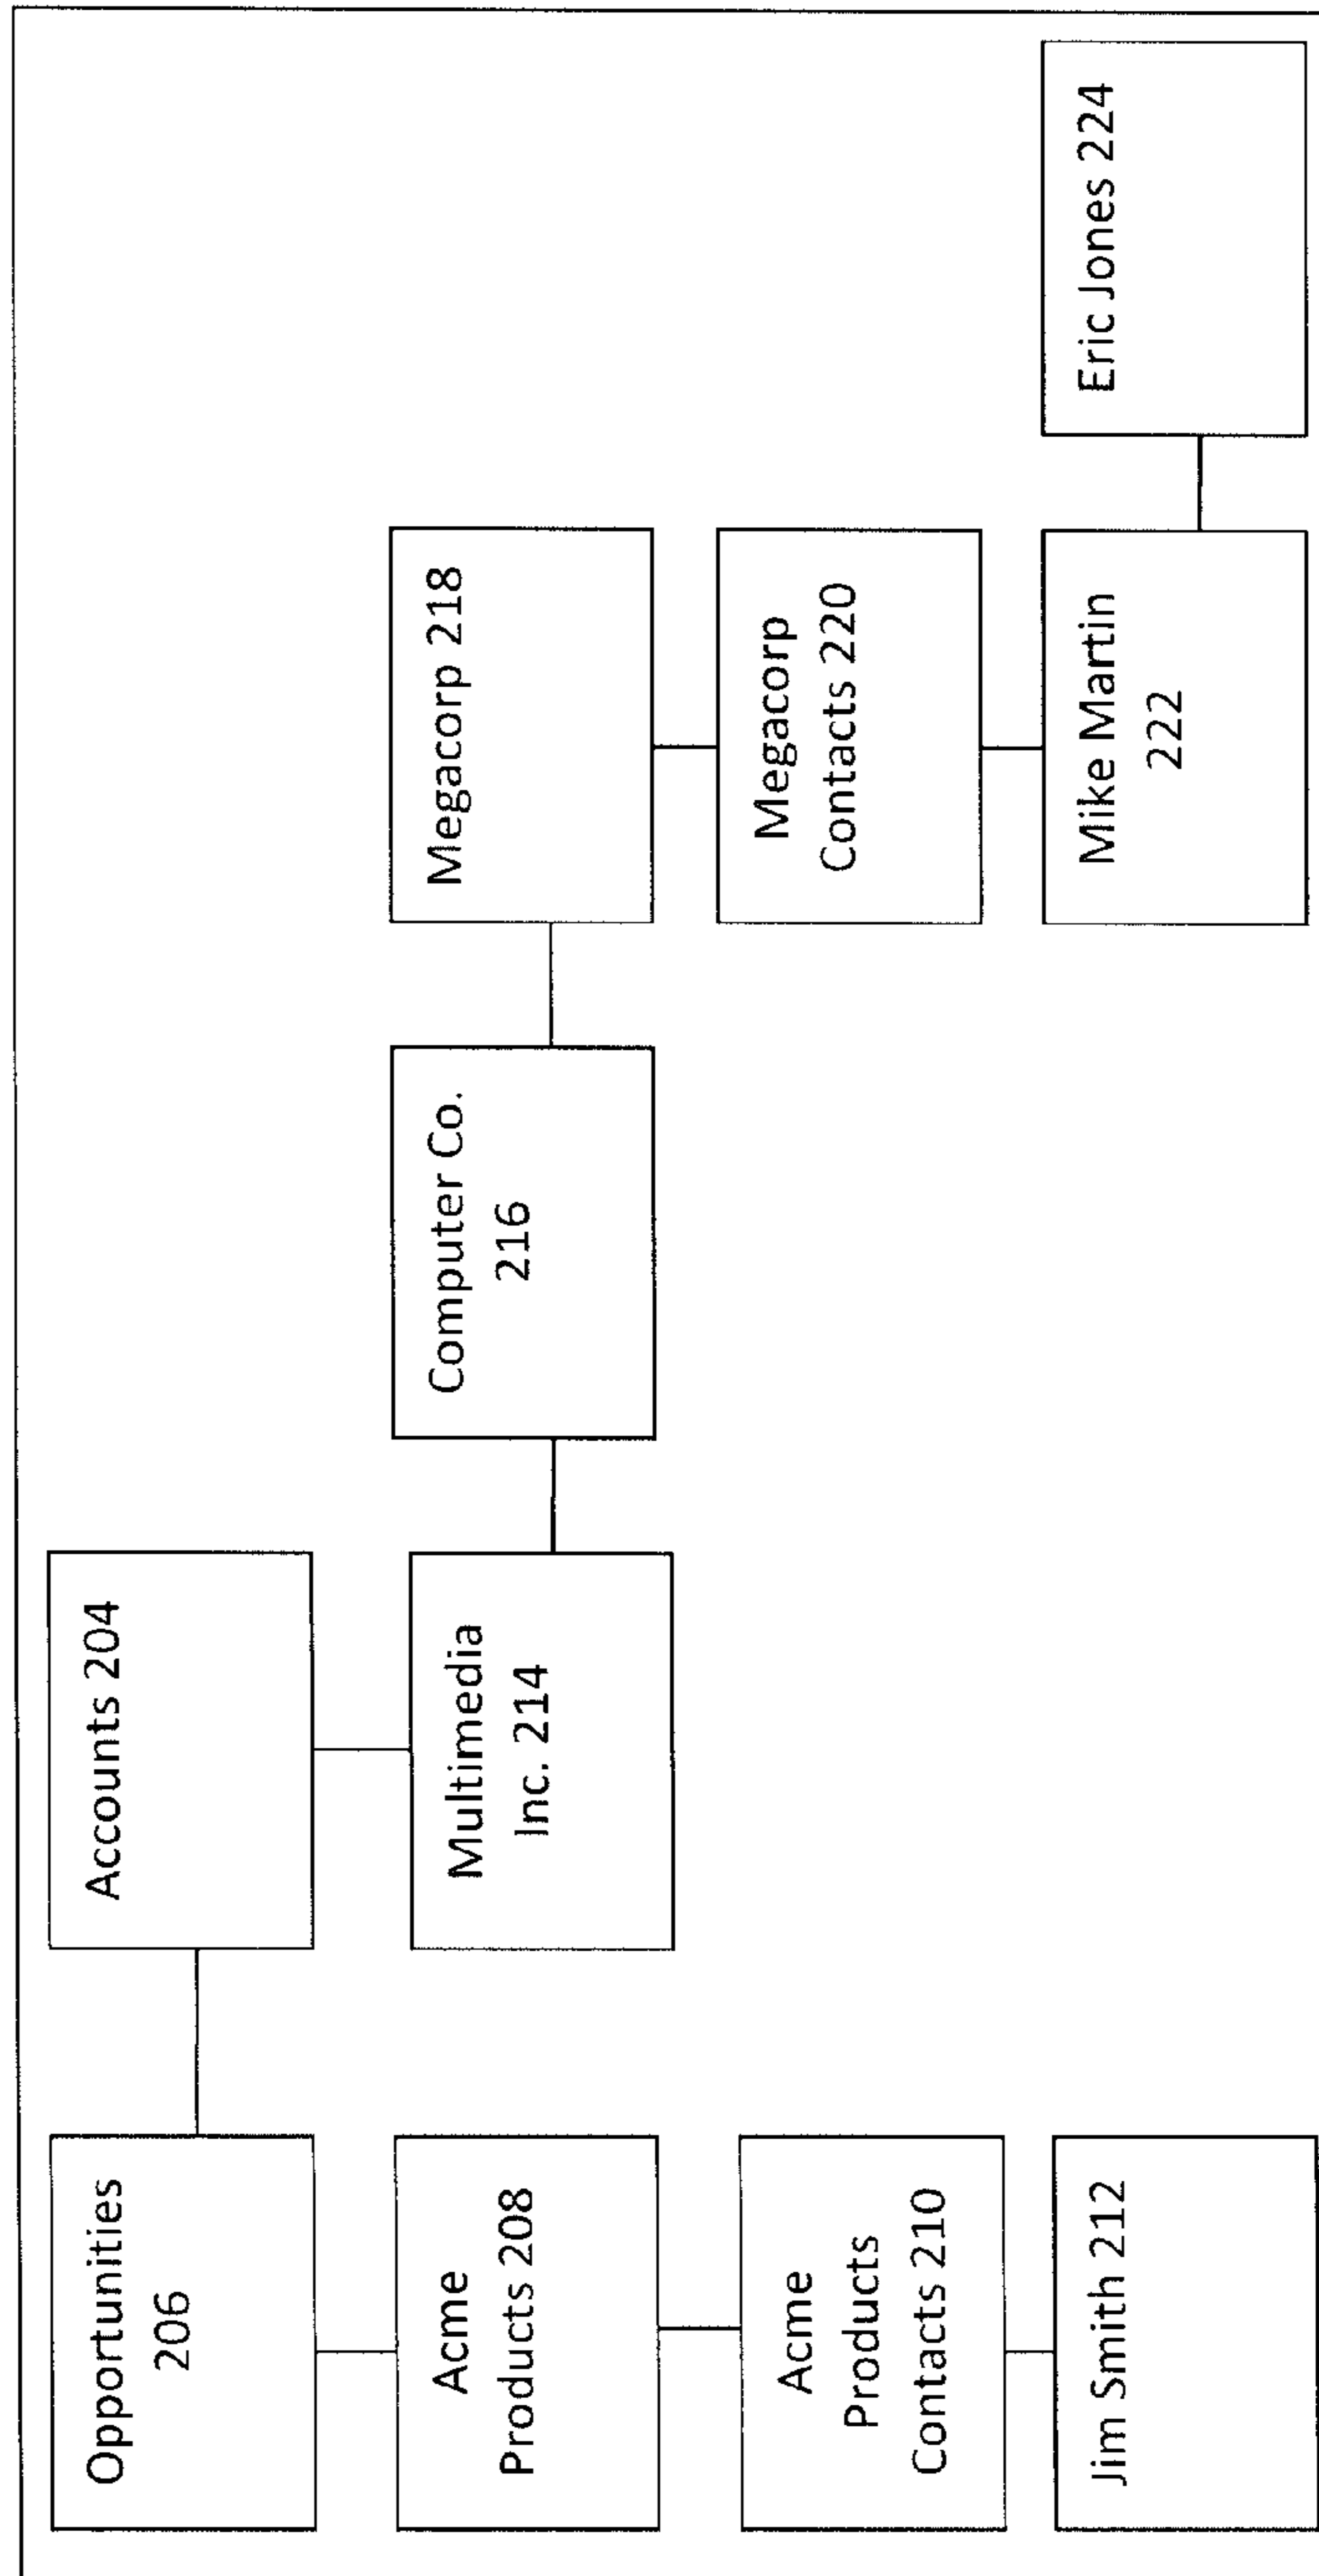 Opportunities
206
Accounts 204
Acme
Products 208
Multimedia
Inc. 214
Computer Co.
216
Megacorp 218
Acme
Products
Contacts 210
Megacorp
Contacts 220
Jim Smith 212
Mike Martin
222
Eric Jones 224